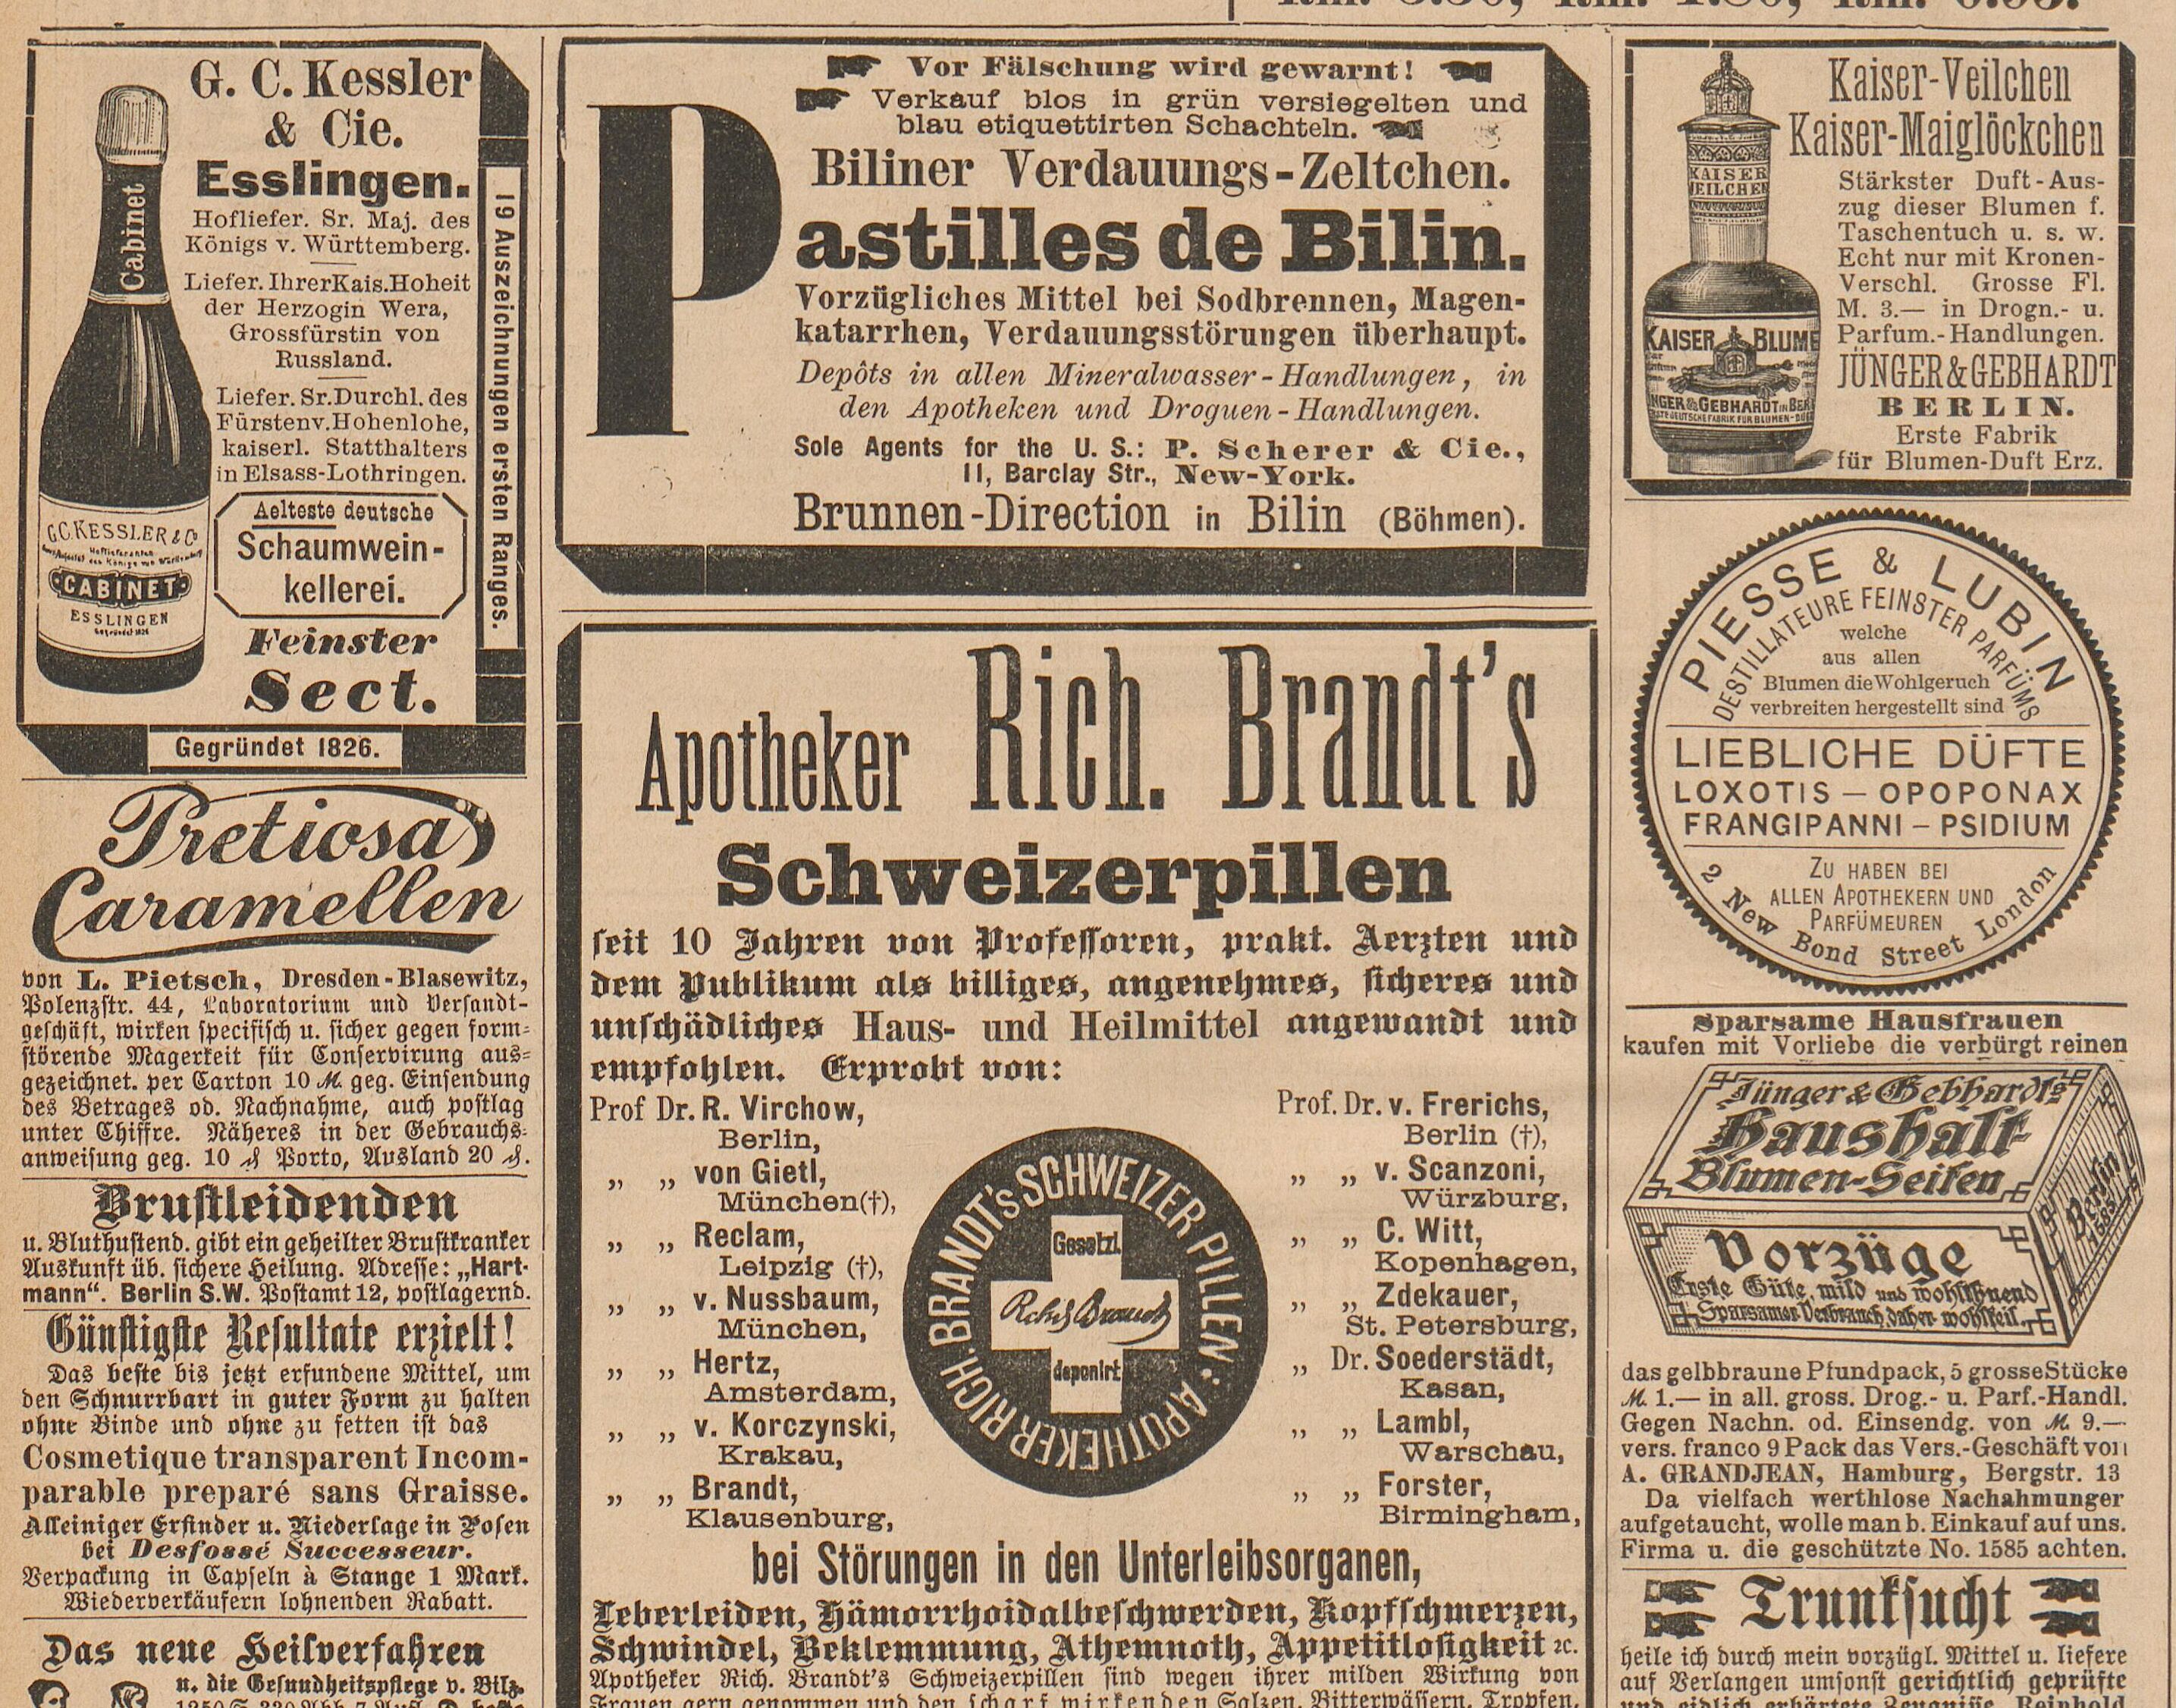 G. C. Kessler
& Cie.
Esslingen.
Hofliefer. Sr. Maj. des
Königs v. Württemberg.
Liefer. Ihrer Kais. Hoheit
der Herzogin Wera,
Grossfürstin von
Russland.
Liefer. Sr. Durchl. des
Fürsten v. Hohenlohe,
kaiserl. Statthalters
in Elsass-Lothringen.
Aelteste deutsche
Schaumwein-
kellerei.
Feinster
Sect.
19 Auszeichnungen ersten Ranges.
Gegründet 1826.
Cabinet
G.C. KESSLER & Co
CABINET
ESSLINGEN
Pretiosa
Caramellen
von L. Pietsch, Dresden-Blasewitz,
Polenzstr. 44, Laboratorium und Versandt-
geschäft, wirken specifisch u. sicher gegen form-
störende Magerkeit für Conservirung aus-
gezeichnet. per Carton 10 M. geg. Einsendung
des Betrages od. Nachnahme, auch postlag
unter Chiffre. Näheres in der Gebrauchs-
anweisung geg. 10 ₰ Porto, Ausland 20 ₰.
Brustleidenden
u. Bluthustend. gibt ein geheilter Brustkranker
Auskunft üb. sichere Heilung. Adresse: „Hart-
mann“. Berlin S.W. Postamt 12, postlagernd.
Günstigste Resultate erzielt!
Das beste bis jetzt erfundene Mittel, um
den Schnurrbart in guter Form zu halten
ohne Binde und ohne zu fetten ist das
Cosmetique transparent Incom-
parable preparé sans Graisse.
Alleiniger Erfinder u. Niederlage in Posen
bei Desfossé Successeur.
Verpackung in Capseln à Stange 1 Mark.
Wiederverkäufern lohnenden Rabatt.
Das neue Heilverfahren
u. die Gesundheitspflege v. Bilz.
Vor Fälschung wird gewarnt!
Verkauf blos in grün versiegelten und
blau etiquettirten Schachteln.
Biliner Verdauungs-Zeltchen.
Pastilles de Bilin.
Vorzügliches Mittel bei Sodbrennen, Magen-
katarrhen, Verdauungsstörungen überhaupt.
Depôts in allen Mineralwasser-Handlungen, in
den Apotheken und Droguen-Handlungen.
Sole Agents for the U. S.: P. Scherer & Cie.,
11, Barclay Str., New-York.
Brunnen-Direction in Bilin (Böhmen).
Apotheker Rich. Brandt's
Schweizerpillen
seit 10 Jahren von Professoren, prakt. Aerzten und
dem Publikum als billiges, angenehmes, sicheres und
unschädliches Haus- und Heilmittel angewandt und
empfohlen. Erprobt von:
Prof Dr. R. Virchow,
Berlin,
„ „ von Gietl,
München (†),
„ „ Reclam,
Leipzig (†),
„ „ v. Nussbaum,
München,
„ „ Hertz,
Amsterdam,
„ „ v. Korczynski,
Krakau,
„ „ Brandt,
Klausenburg,
APOTHEKER RICH. BRANDT'S SCHWEIZER PILLEN:
Gesetzl.
Rchd Brandt
deponirt
Prof. Dr. v. Frerichs,
Berlin (†),
„ „ v. Scanzoni,
Würzburg,
„ „ C. Witt,
Kopenhagen,
„ „ Zdekauer,
St. Petersburg,
„ Dr. Soederstädt,
Kasan,
„ „ Lambl,
Warschau,
„ „ Forster,
Birmingham,
bei Störungen in den Unterleibsorganen,
Leberleiden, Hämorrhoidalbeschwerden, Kopfschmerzen,
Schwindel, Beklemmung, Athemnoth, Appetitlosigkeit ꝛc.
Apotheker Rich. Brandt's Schweizerpillen sind wegen ihrer milden Wirkung von
Frauen gern genommen und den scharf wirkenden Salzen, Bitterwässern, Tropfen,
Kaiser-Veilchen
Kaiser-Maiglöckchen
Stärkster Duft-Aus-
zug dieser Blumen f.
Taschentuch u. s. w.
Echt nur mit Kronen-
Verschl. Grosse Fl.
M. 3.— in Drogn.- u.
Parfum.-Handlungen.
JÜNGER & GEBHARDT
BERLIN.
Erste Fabrik
für Blumen-Duft Erz.
KAISER
VEILCHEN
KAISER BLUME
PIESSE & LUBIN
DESTILLATEURE FEINSTER PARFÜMS
welche
aus allen
Blumen die Wohlgeruch
verbreiten hergestellt sind
LIEBLICHE DÜFTE
LOXOTIS – OPOPONAX
FRANGIPANNI – PSIDIUM
ZU HABEN BEI
ALLEN APOTHEKERN UND
PARFÜMEUREN
2 New Bond Street London
Sparsame Hausfrauen
kaufen mit Vorliebe die verbürgt reinen
Jünger & Gebhardt's
Haushalt-
Blumen-Seifen
Berlin
1585
Vorzüge
Erste Güte, mild und wohlthuend
Sparsamer Verbrauch, daher wohlfeil.
das gelbbraune Pfundpack, 5 grosse Stücke
M. 1.— in all. gross. Drog.- u. Parf.-Handl.
Gegen Nachn. od. Einsendg. von M. 9.—
vers. franco 9 Pack das Vers.-Geschäft von
A. GRANDJEAN, Hamburg, Bergstr. 13
Da vielfach werthlose Nachahmunger
aufgetaucht, wolle man b. Einkauf auf uns.
Firma u. die geschützte No. 1585 achten.
Trunksucht
heile ich durch mein vorzügl. Mittel u. liefere
auf Verlangen umsonst gerichtlich geprüfte
und eidlich erhärtete Zeugnisse. Reinhold